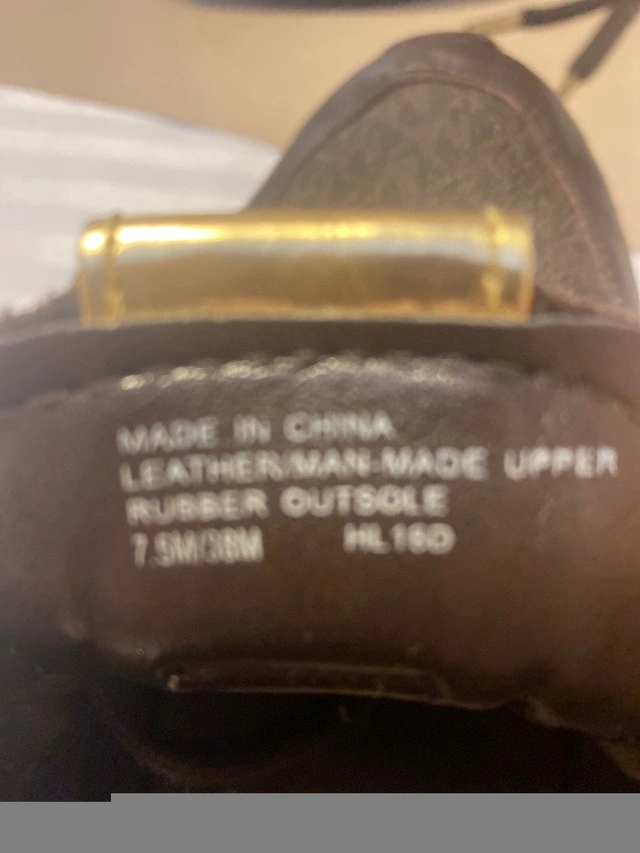 MADE IN CHINA
LEATHER/MAN-MADE UPPER
RUBBER OUTSOLE
7.5M/38M HL16D